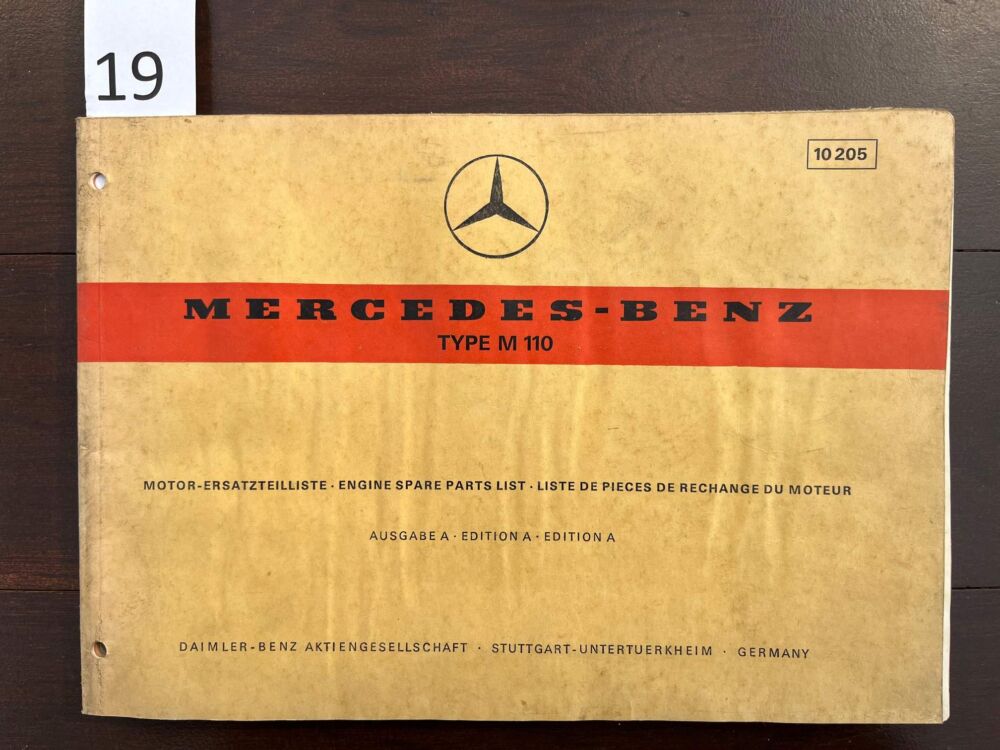 19
10 205
MERCEDES-BENZ
TYPE M 110
MOTOR-ERSATZTEILLISTE · ENGINE SPARE PARTS LIST · LISTE DE PIECES DE RECHANGE DU MOTEUR
AUSGABE A · EDITION A · EDITION A
DAIMLER-BENZ AKTIENGESELLSCHAFT · STUTTGART-UNTERTUERKHEIM · GERMANY